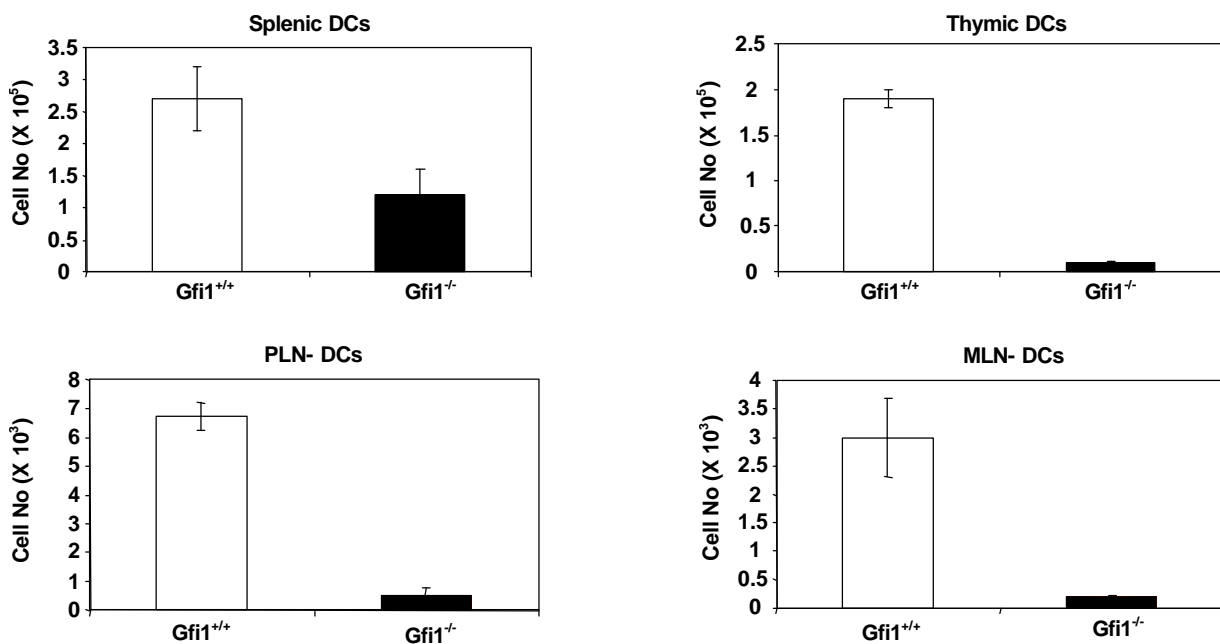 Splenic DCs
Cell No (X 10⁵)
3.5
3
2.5
2
1.5
1
0.5
0
Gfi1⁺/⁺ Gfi1⁻/⁻
Thymic DCs
Cell No (X 10⁵)
2.5
2
1.5
1
0.5
0
Gfi1⁺/⁺ Gfi1⁻/⁻
PLN- DCs
Cell No (X 10³)
8
7
6
5
4
3
2
1
0
Gfi1⁺/⁺ Gfi1⁻/⁻
MLN- DCs
Cell No (X 10³)
4
3.5
3
2.5
2
1.5
1
0.5
0
Gfi1⁺/⁺ Gfi1⁻/⁻